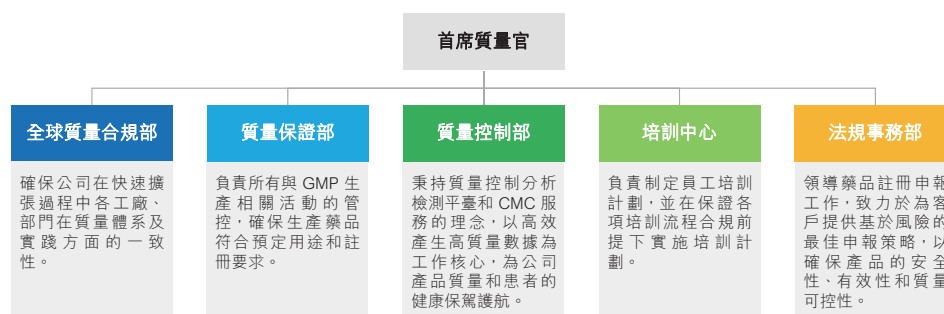 首席質量官
全球質量合規部
確保公司在快速擴
張過程中各工廠、
部門在質量體系及
實踐方面的一致
性。
質量保證部
負責所有與 GMP 生
產相關活動的管
控，確保生產藥品
符合預定用途和註
冊要求。
質量控制部
秉持質量控制分析
檢測平臺和 CMC 服
務的理念，以高效
產生高質量數據為
工作核心，為公司
產品質量和患者的
健康保駕護航。
培訓中心
負責制定員工培訓
計劃，並在保證各
項培訓流程合規前
提下實施培訓計
劃。
法規事務部
領導藥品註冊申報
工作，致力於為客
戶提供基於風險的
最佳申報策略，以
確保產品的安全
性、有效性和質量
可控性。